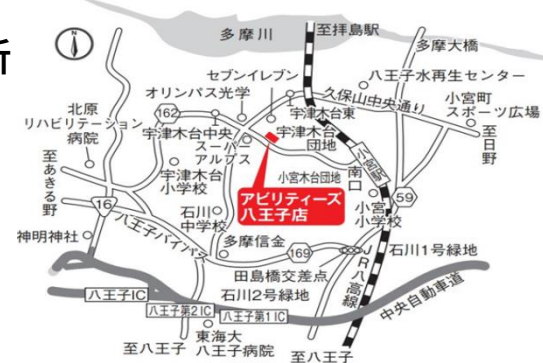 所
多摩川
至拝島駅
多摩大橋
セブンイレブン
八王子水再生センター
オリンパス光学
久保山中央通り
小宮町
スポーツ広場
北原
リハビリテーション
病院
162
宇津木台東
宇津木台中央
宇津木台
団地
スーパー
アルプス
至日野
至あきる野
宇津木台
小学校
小宮木台団地
小宮駅
南口
アビリティーズ
八王子店
59
16
石川
中学校
小宮
小学校
神明神社
八王子バイパス
多摩信金
169
JR八高線
石川1号緑地
田島橋交差点
八王子IC
石川2号緑地
中央自動車道
八王子第2IC
八王子第1IC
東海大
八王子病院
至八王子
至八王子